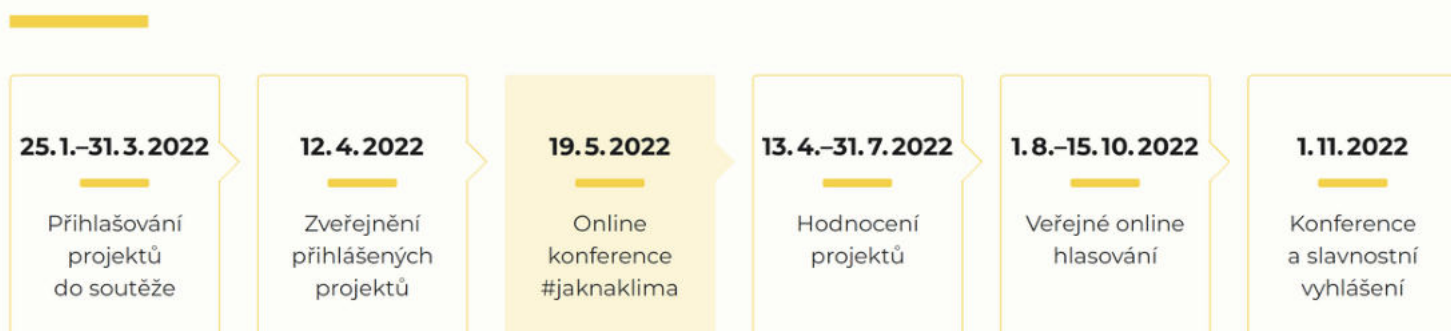 25.1.–31.3.2022
Přihlašování
projektů
do soutěže
12.4.2022
Zveřejnění
přihlášených
projektů
19.5.2022
Online
konference
#jaknaklima
13.4.–31.7.2022
Hodnocení
projektů
1.8.–15.10.2022
Veřejné online
hlasování
1.11.2022
Konference
a slavnostní
vyhlášení